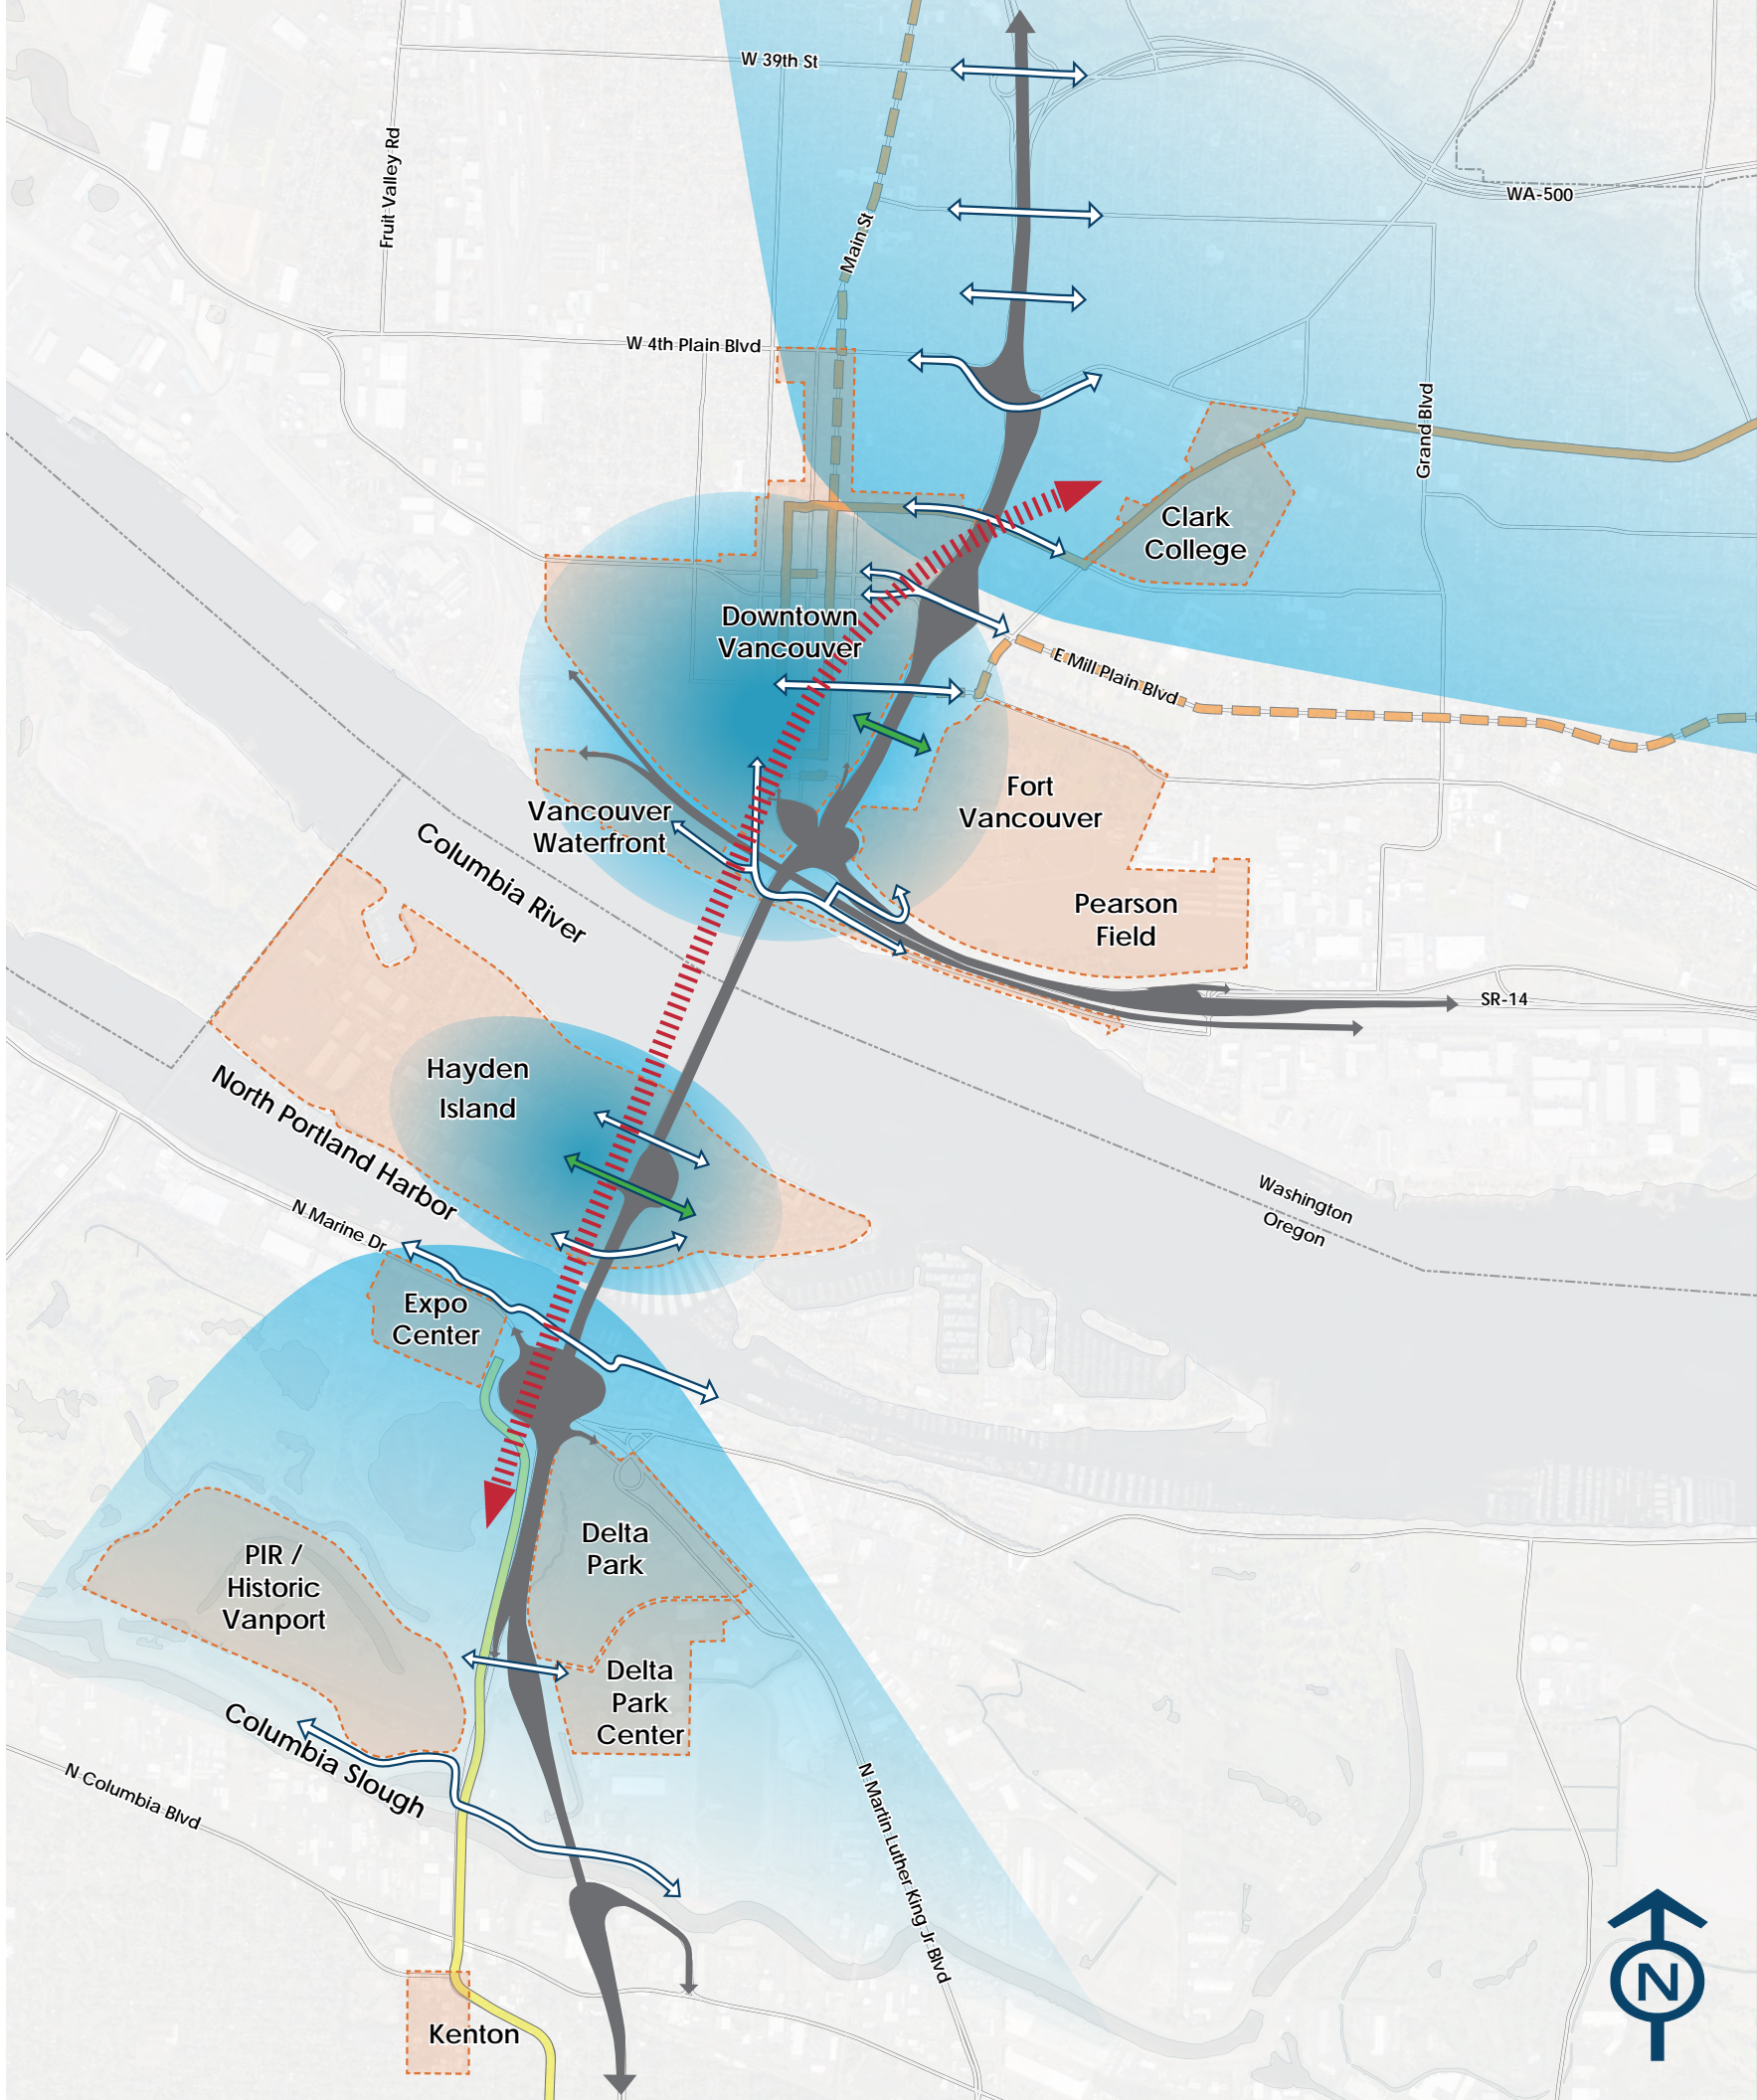 W 39th St
Fruit Valley Rd
WA-500
Main St
W 4th Plain Blvd
Grand Blvd
Clark
College
Downtown
Vancouver
E Mill Plain Blvd
Fort
Vancouver
Vancouver
Waterfront
Columbia River
Pearson
Field
SR-14
Hayden
Island
North Portland Harbor
Washington
Oregon
N Marine Dr
Expo
Center
Delta
Park
PIR /
Historic
Vanport
Delta
Park
Center
Columbia Slough
N Columbia Blvd
N Martin Luther King Jr Blvd
N
Kenton